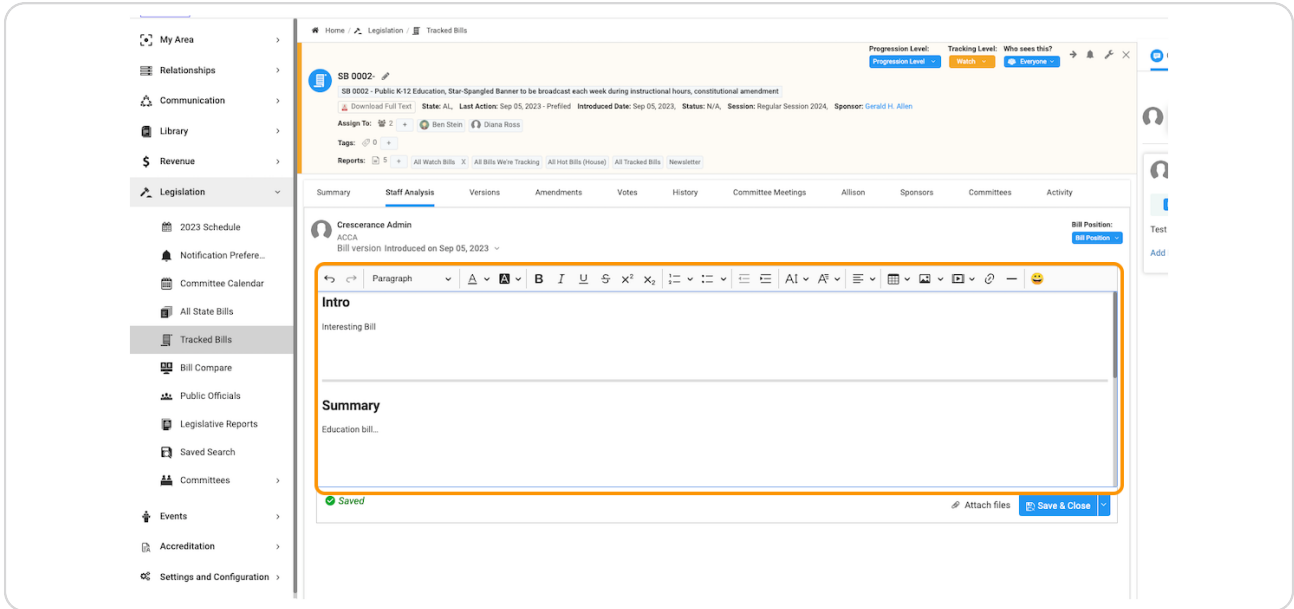 My Area
Relationships
Communication
Library
Revenue
Legislation
2023 Schedule
Notification Prefere...
Committee Calendar
All State Bills
Tracked Bills
Bill Compare
Public Officials
Legislative Reports
Saved Search
Committees
Events
Accreditation
Settings and Configuration
Home / Legislation / Tracked Bills
Progression Level: Tracking Level: Who sees this?
Progression Level Watch Everyone
SB 0002-
SB 0002 - Public K-12 Education, Star-Spangled Banner to be broadcast each week during instructional hours, constitutional amendment
Download Full Text State: AL, Last Action: Sep 05, 2023 - Prefiled Introduced Date: Sep 05, 2023, Status: N/A, Session: Regular Session 2024, Sponsor: Gerald H. Allen
Assign To: 2 + Ben Stein Diana Ross
Tags: 0 +
Reports: 5 + All Watch Bills X All Bills We're Tracking All Hot Bills (House) All Tracked Bills Newsletter
Summary Staff Analysis Versions Amendments Votes History Committee Meetings Allison Sponsors Committees Activity
Crescerance Admin
ACCA
Bill version Introduced on Sep 05, 2023
Bill Position:
Bill Position
Paragraph A A B I U S X² X₂ AI A
Intro
Interesting Bill
Summary
Education bill...
Saved
Attach files Save & Close
Test
Add